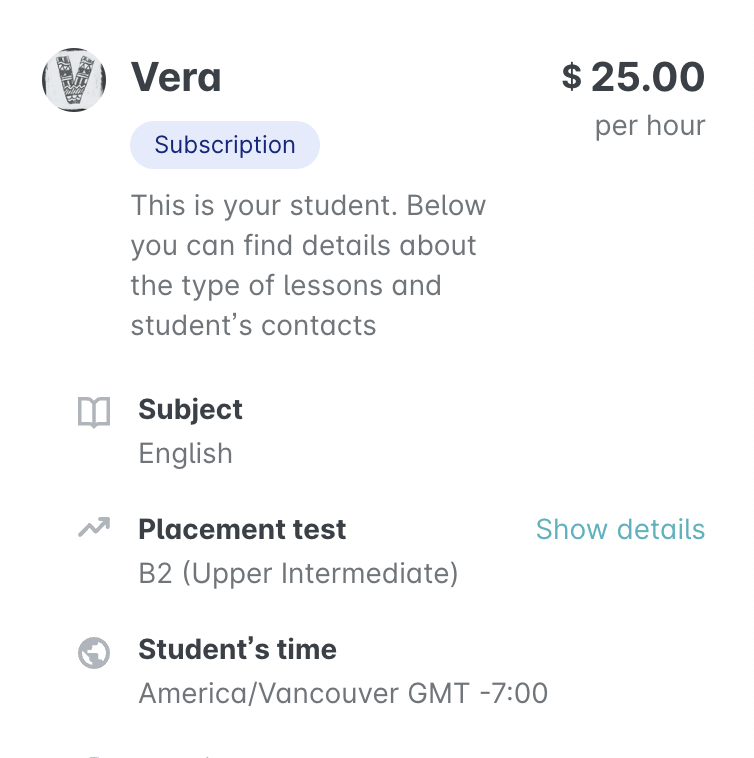 Vera
$ 25.00
per hour
Subscription
This is your student. Below
you can find details about
the type of lessons and
student's contacts
Subject
English
Placement test
Show details
B2 (Upper Intermediate)
Student's time
America/Vancouver GMT -7:00